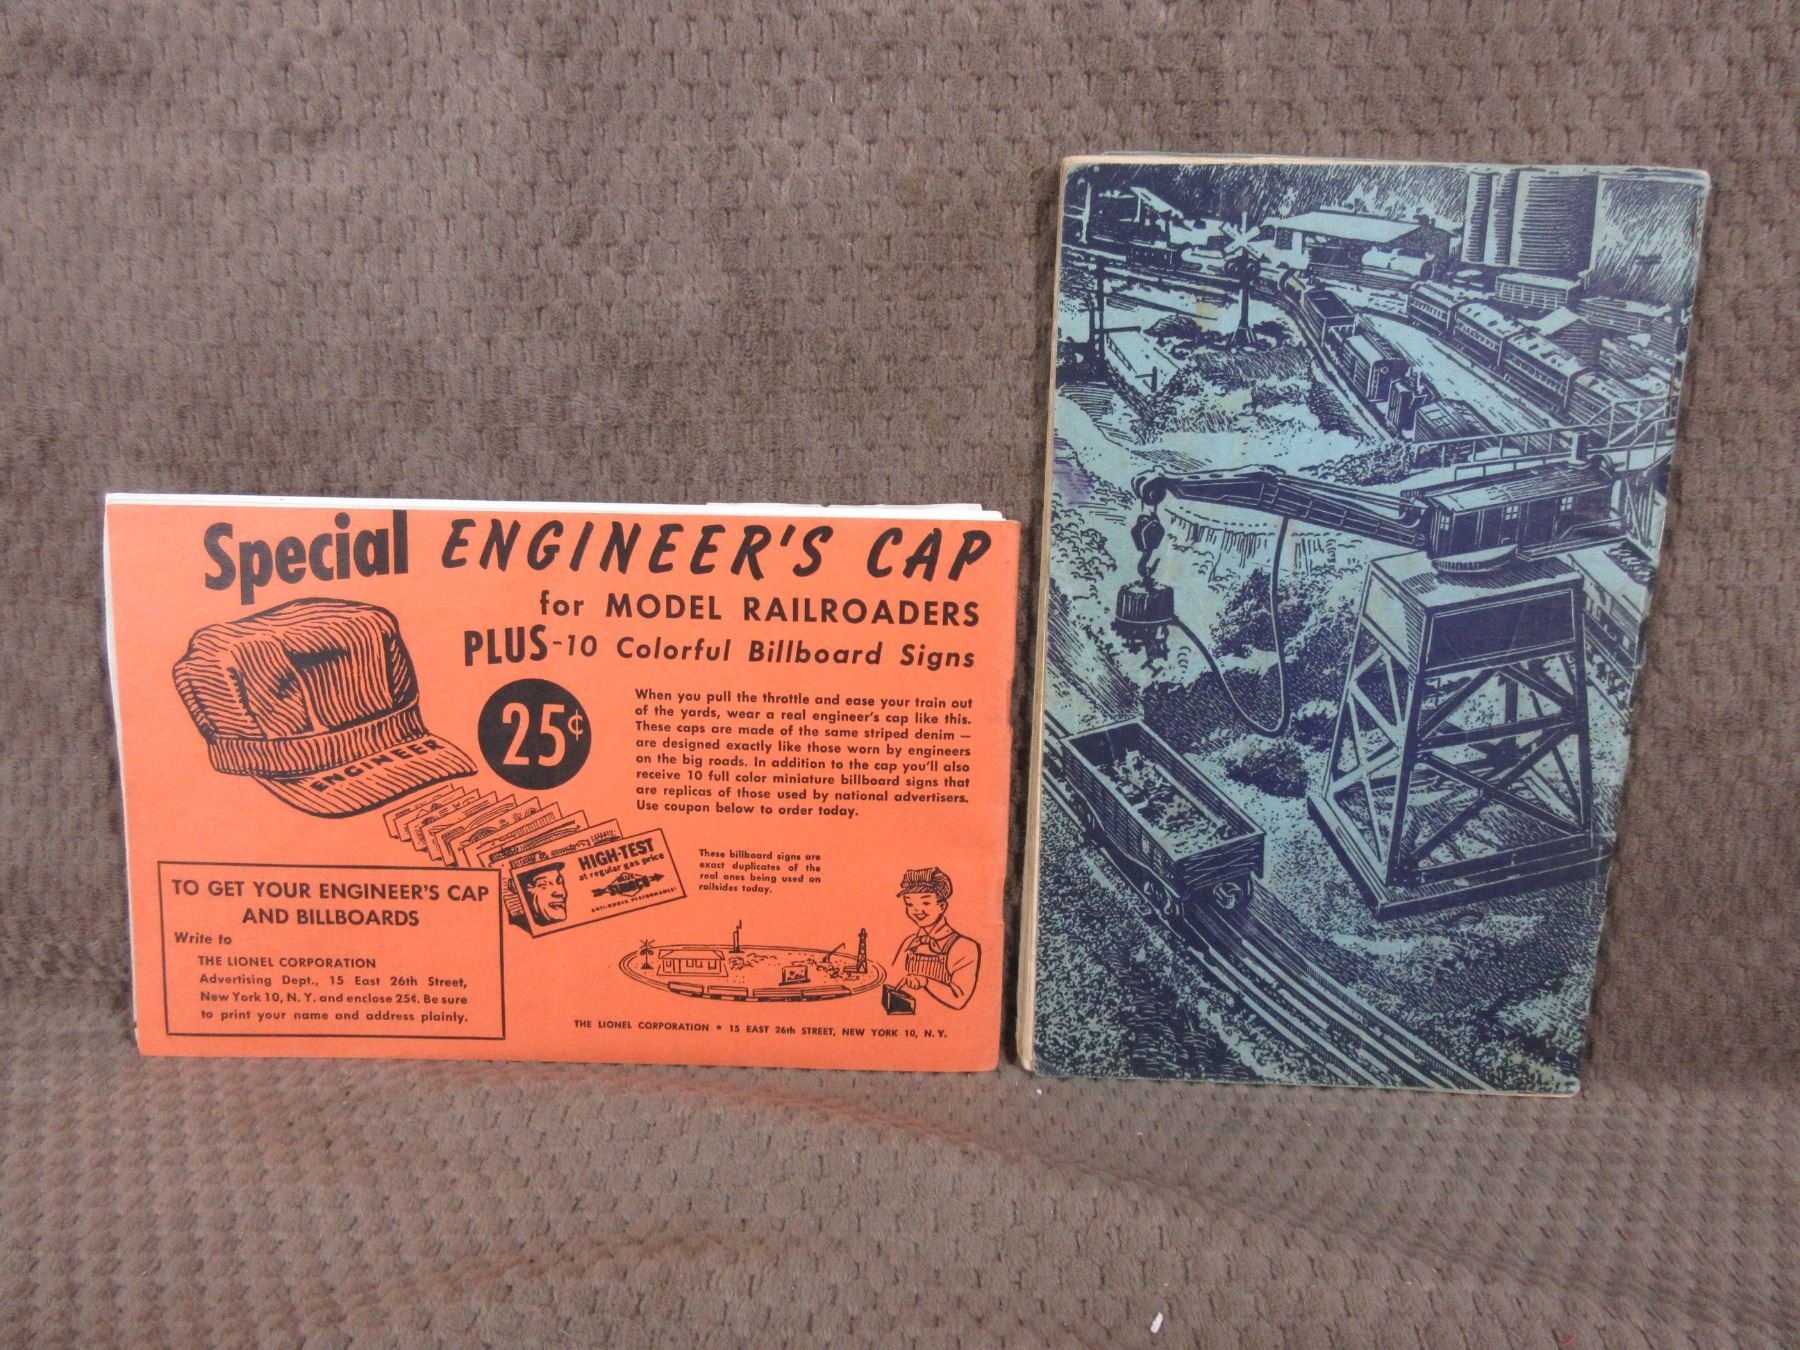 Special ENGINEER'S CAP
for MODEL RAILROADERS
PLUS-10 Colorful Billboard Signs
25¢
When you pull the throttle and ease your train out
of the yards, wear a real engineer's cap like this.
These caps are made of the same striped denim —
are designed exactly like those worn by engineers
on the big roads. In addition to the cap you'll also
receive 10 full color miniature billboard signs that
are replicas of those used by national advertisers.
Use coupon below to order today.
ENGINEER
HIGH-TEST
at regular gas price
BLUE
SUNOCO
ANTI-KNOCK PERFORMANCE!
These billboard signs are
exact duplicates of the
real ones being used on
railsides today.
TO GET YOUR ENGINEER'S CAP
AND BILLBOARDS
Write to
THE LIONEL CORPORATION
Advertising Dept., 15 East 26th Street,
New York 10, N. Y. and enclose 25¢. Be sure
to print your name and address plainly.
THE LIONEL CORPORATION • 15 EAST 26th STREET, NEW YORK 10, N. Y.